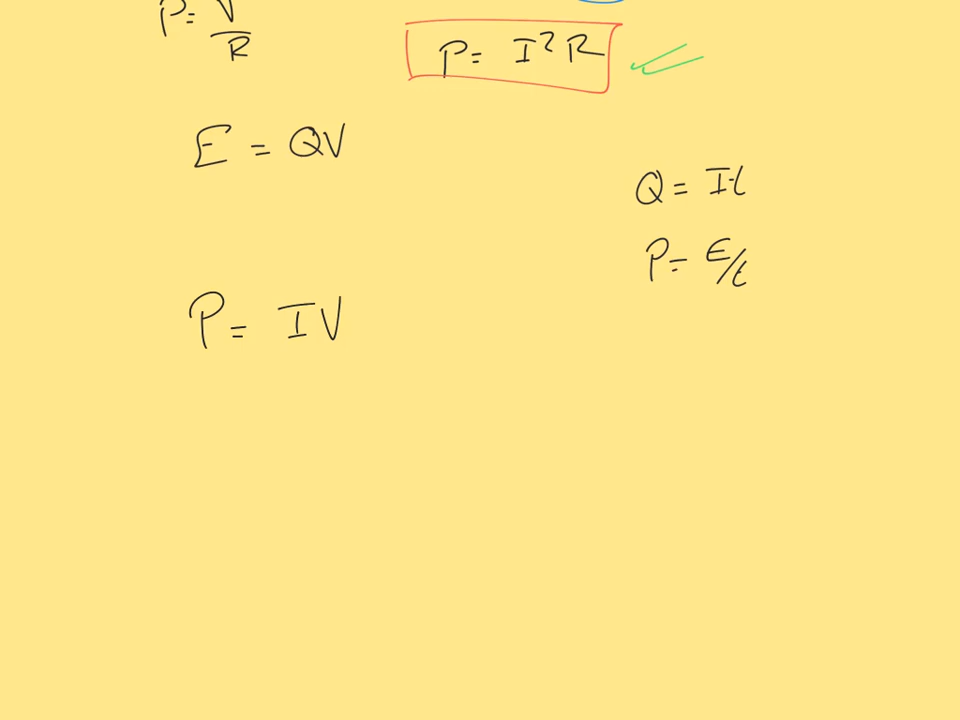 P = V/R
P = I²R
E = QV
Q = It
P = E/t
P = IV